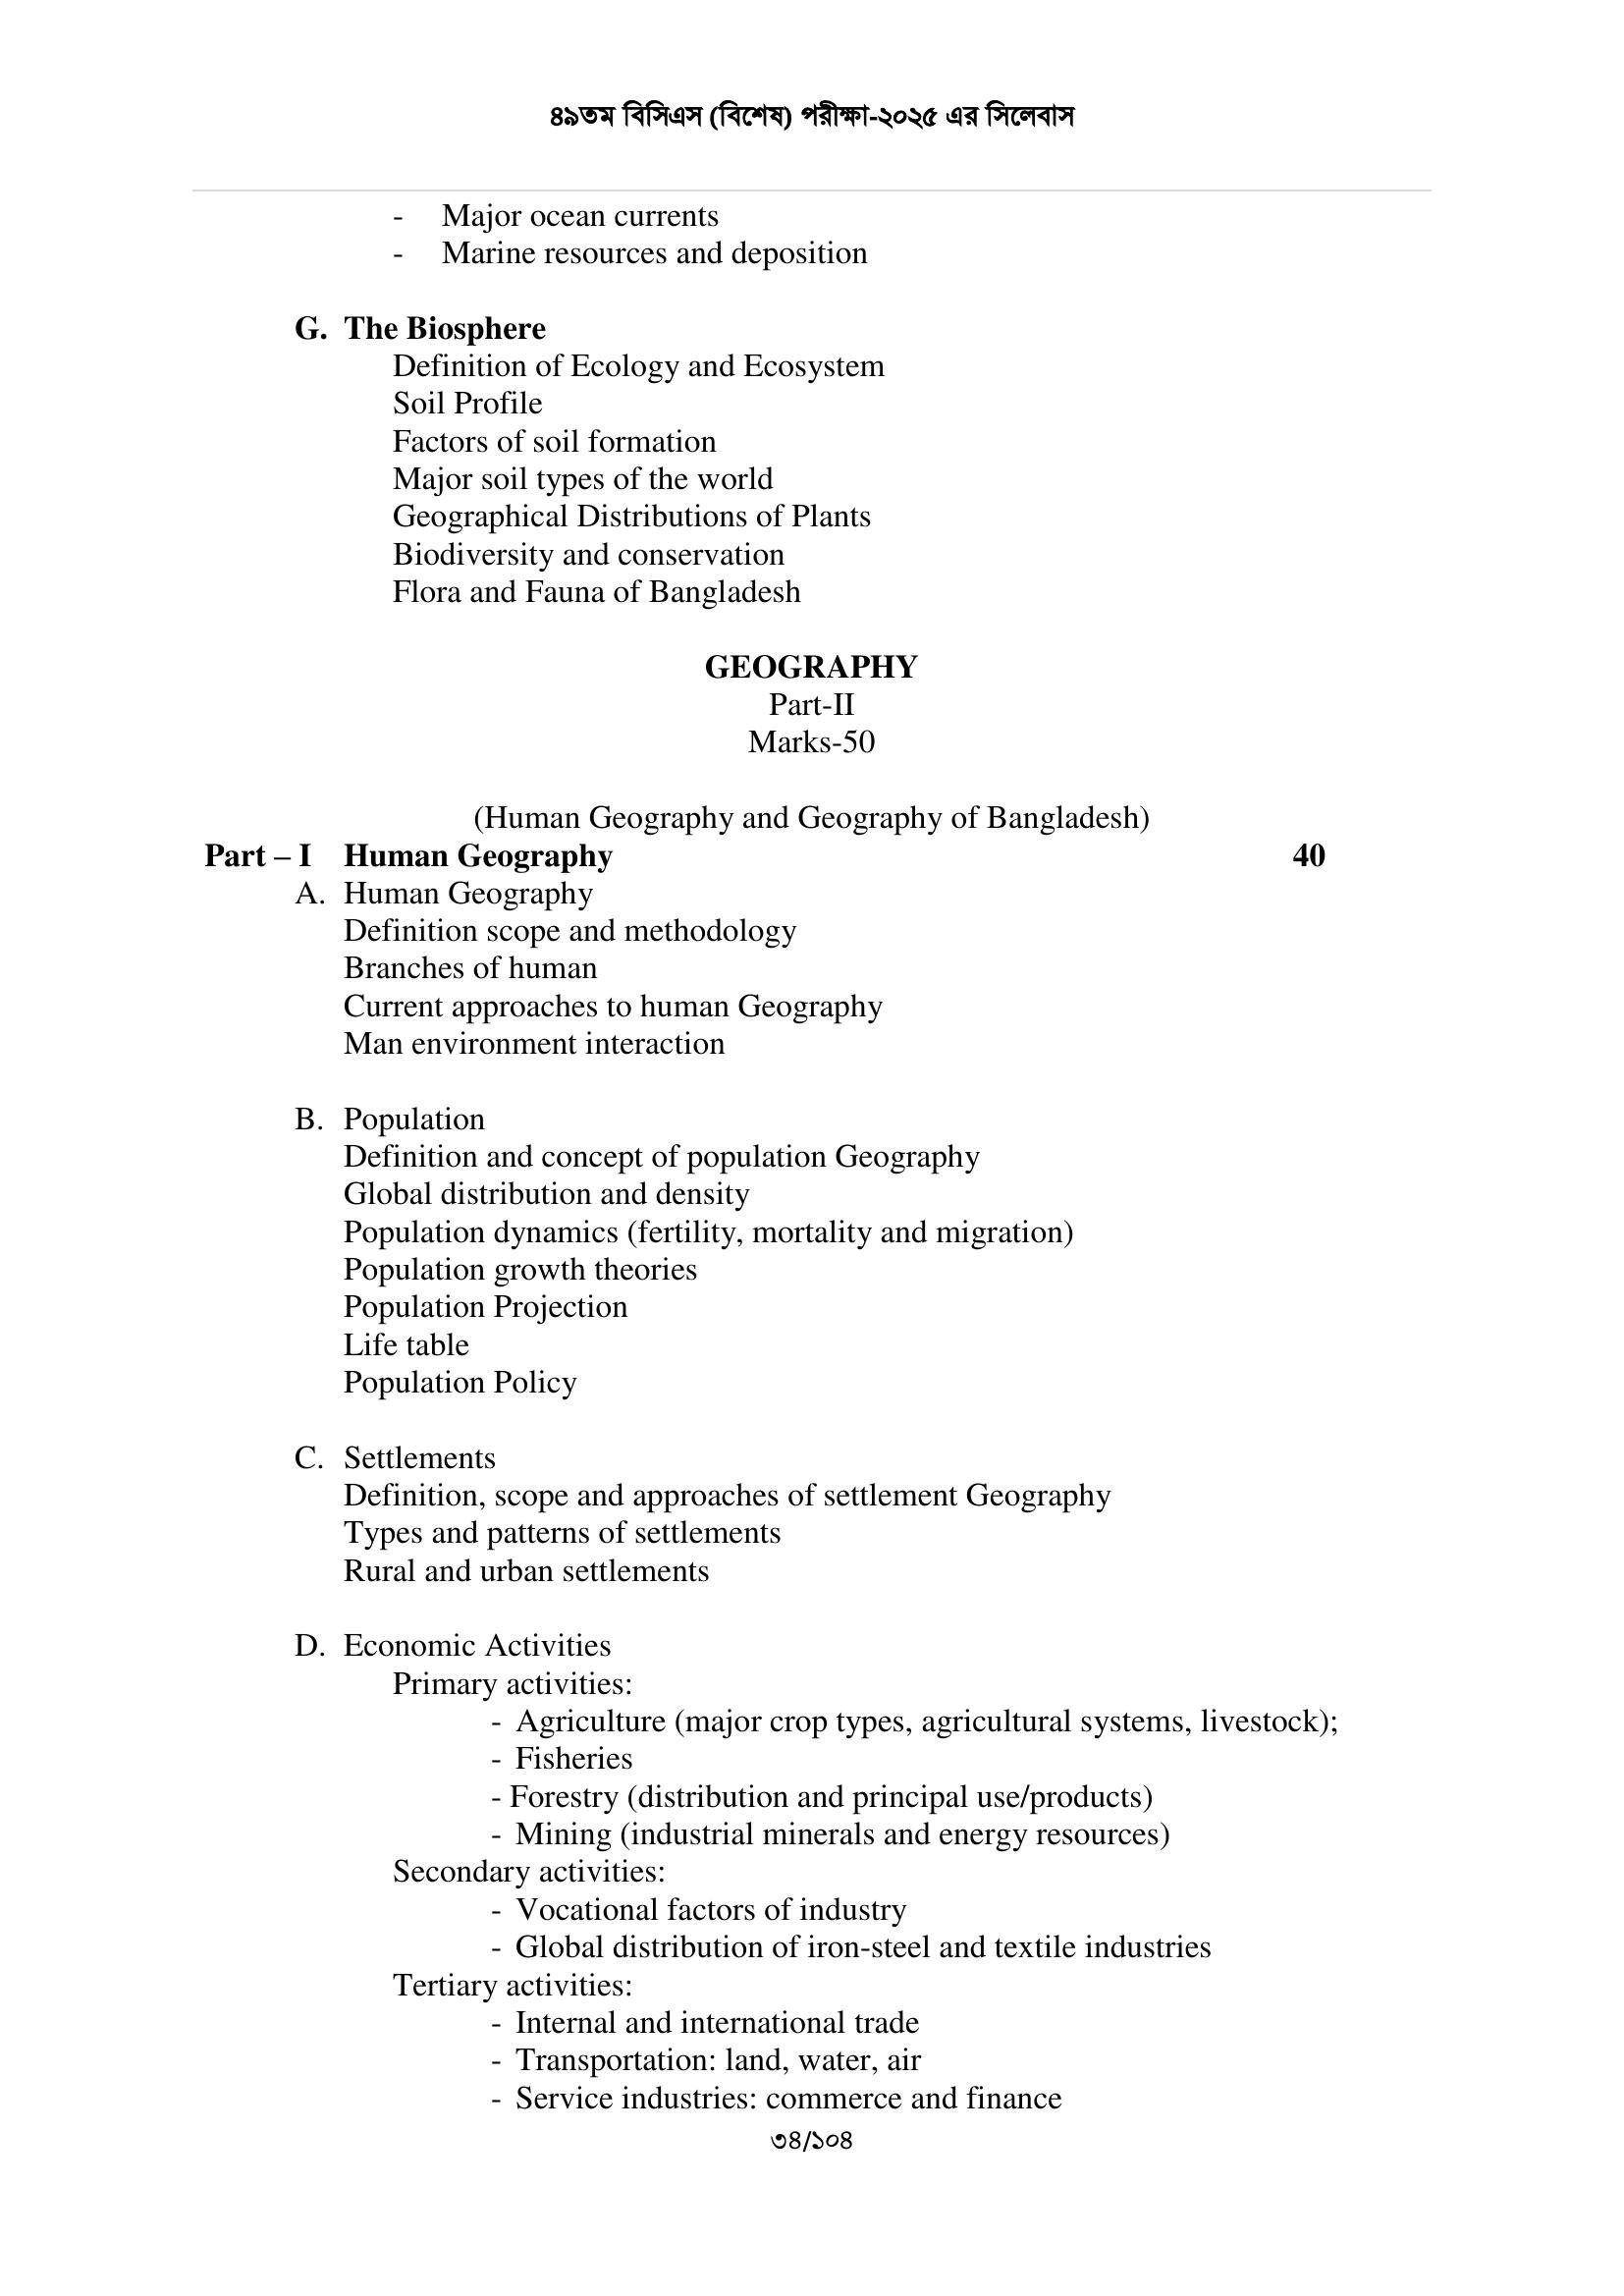 ৪৯তম বিসিএস (বিশেষ) পরীক্ষা-২০২৫ এর সিলেবাস
- Major ocean currents
- Marine resources and deposition
G. The Biosphere
Definition of Ecology and Ecosystem
Soil Profile
Factors of soil formation
Major soil types of the world
Geographical Distributions of Plants
Biodiversity and conservation
Flora and Fauna of Bangladesh
GEOGRAPHY
Part-II
Marks-50
(Human Geography and Geography of Bangladesh)
Part – I Human Geography 40
A. Human Geography
Definition scope and methodology
Branches of human
Current approaches to human Geography
Man environment interaction
B. Population
Definition and concept of population Geography
Global distribution and density
Population dynamics (fertility, mortality and migration)
Population growth theories
Population Projection
Life table
Population Policy
C. Settlements
Definition, scope and approaches of settlement Geography
Types and patterns of settlements
Rural and urban settlements
D. Economic Activities
Primary activities:
- Agriculture (major crop types, agricultural systems, livestock);
- Fisheries
- Forestry (distribution and principal use/products)
- Mining (industrial minerals and energy resources)
Secondary activities:
- Vocational factors of industry
- Global distribution of iron-steel and textile industries
Tertiary activities:
- Internal and international trade
- Transportation: land, water, air
- Service industries: commerce and finance
৩৪/১০৪